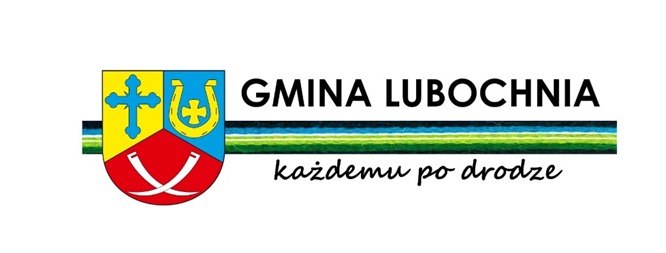 GMINA LUBOCHNIA
każdemu po drodze